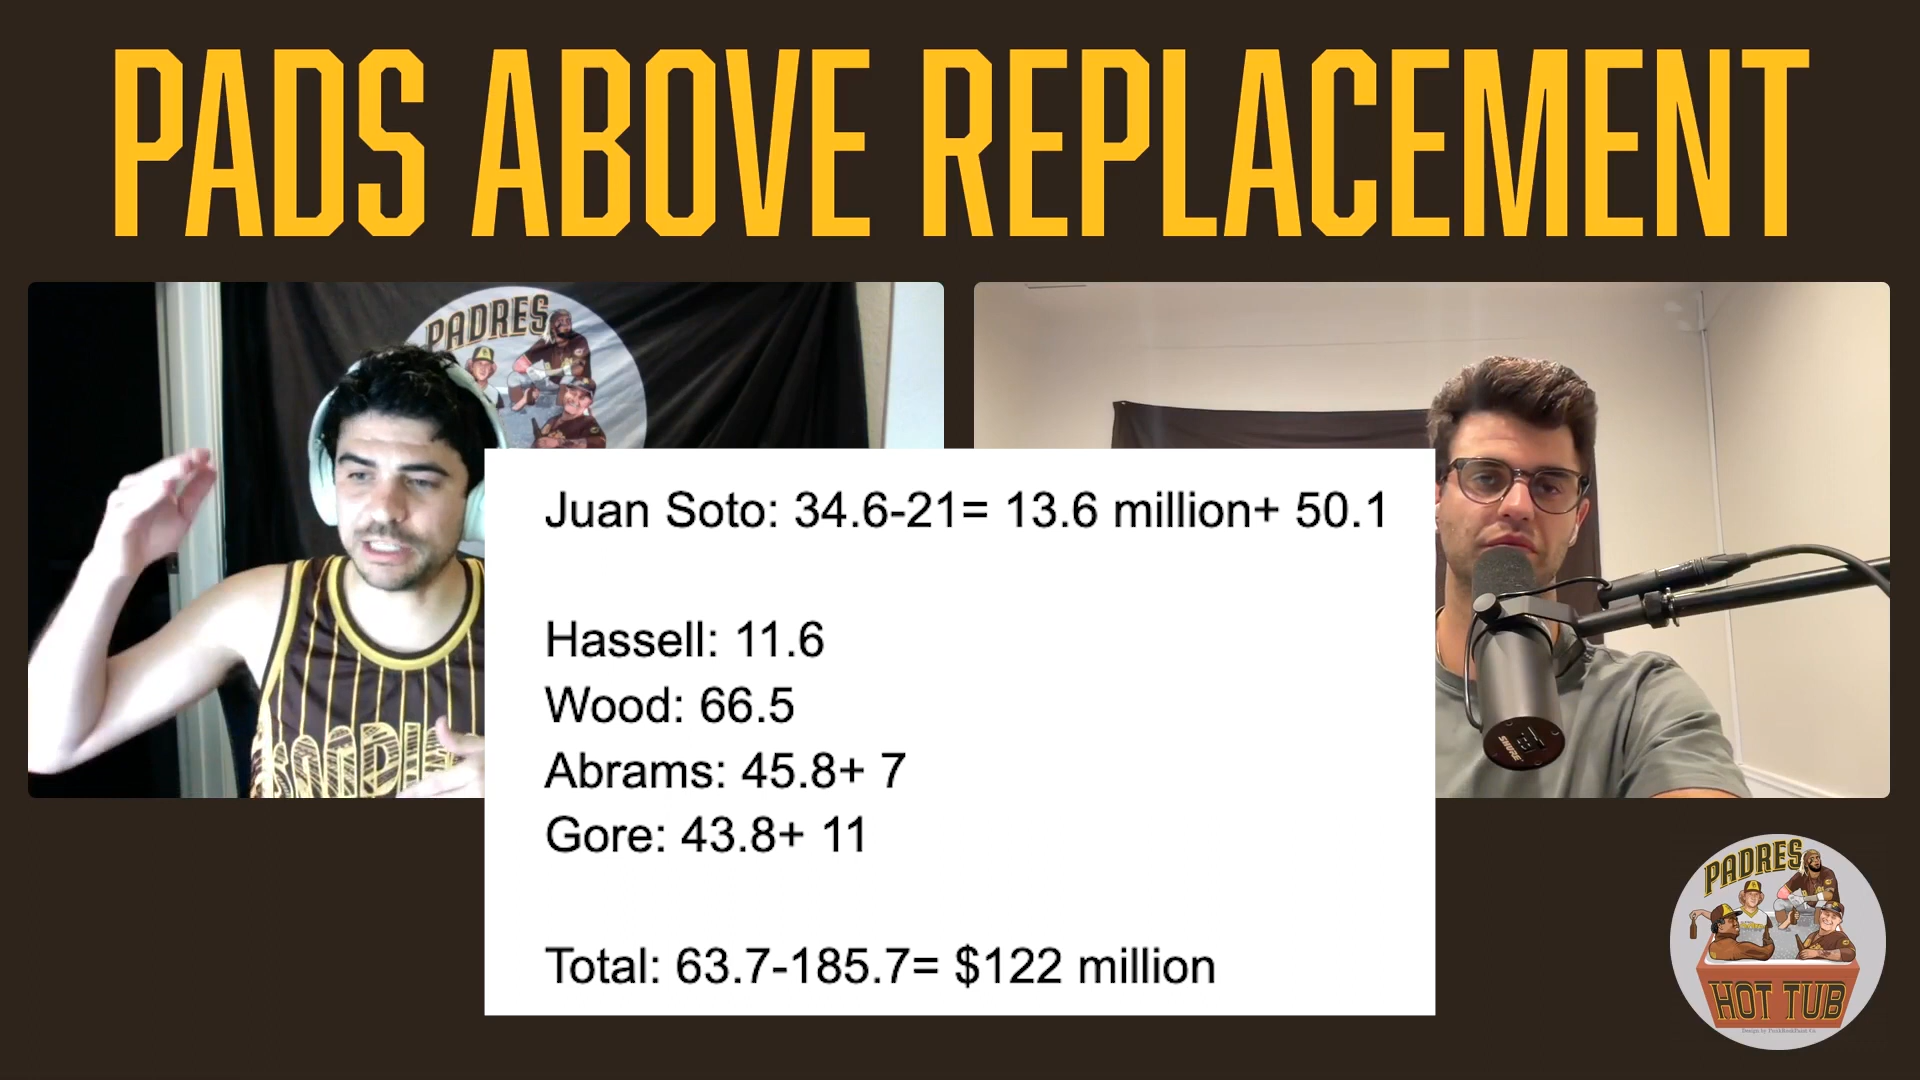 PADS ABOVE REPLACEMENT
PADRES
Juan Soto: 34.6-21= 13.6 million+ 50.1
Hassell: 11.6
Wood: 66.5
Abrams: 45.8+ 7
Gore: 43.8+ 11
Total: 63.7-185.7= $122 million
SHURE
PADRES
HOT TUB